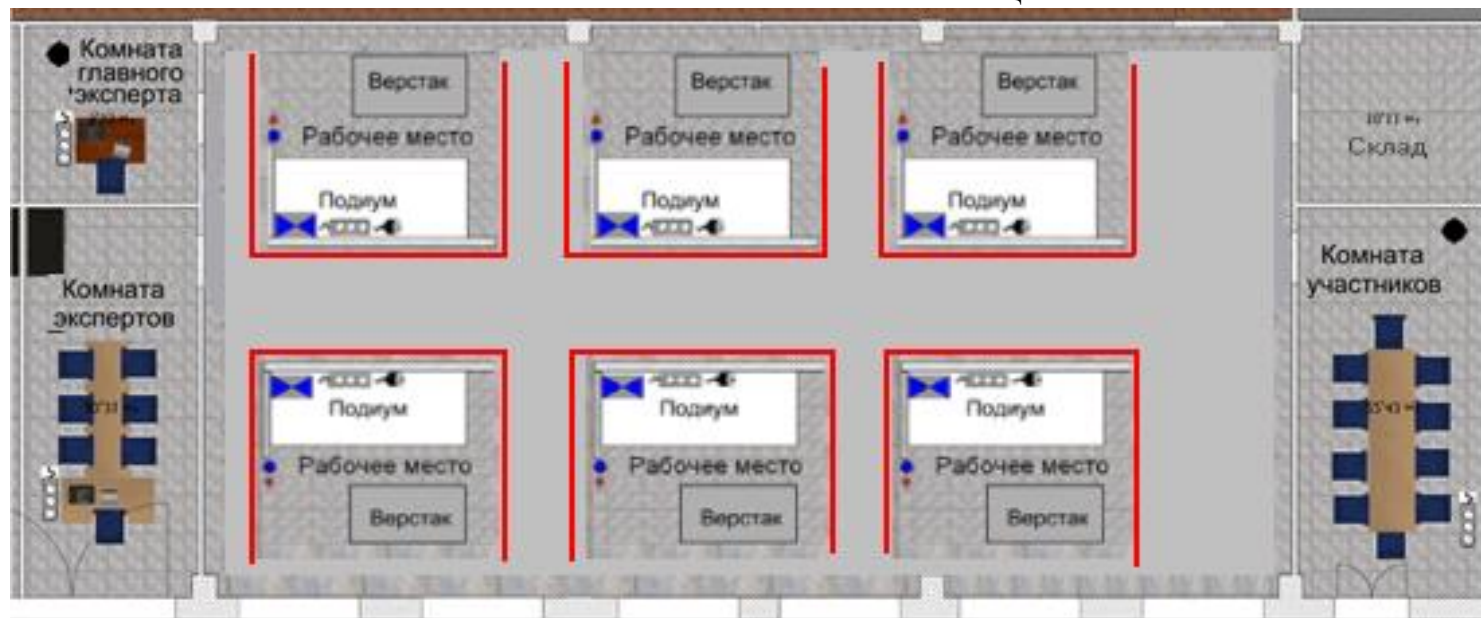 Комната
главного
эксперта
Верстак
Рабочее место
Подиум
Верстак
Рабочее место
Подиум
Верстак
Рабочее место
Подиум
Склад
Комната
экспертов
Подиум
Рабочее место
Верстак
Подиум
Рабочее место
Верстак
Подиум
Рабочее место
Верстак
Комната
участников